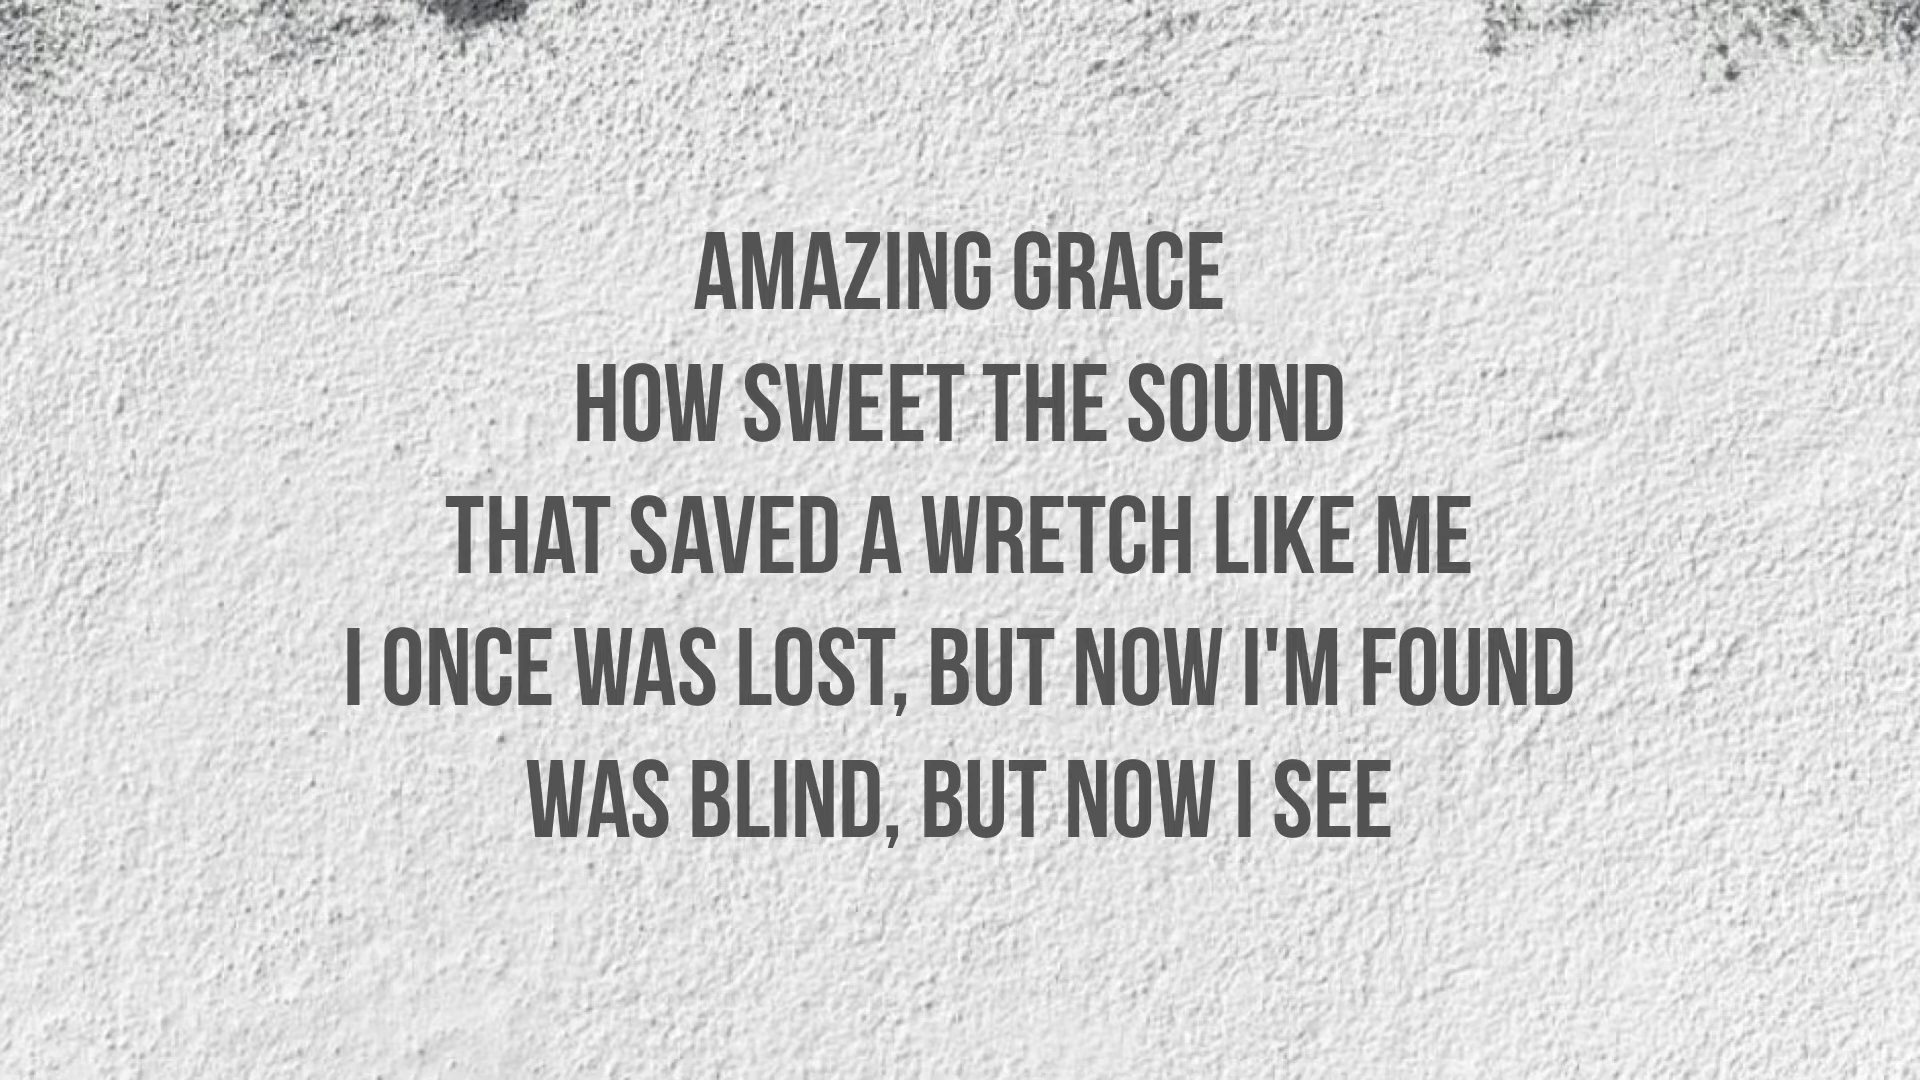 AMAZING GRACE
HOW SWEET THE SOUND
THAT SAVED A WRETCH LIKE ME
I ONCE WAS LOST, BUT NOW I'M FOUND
WAS BLIND, BUT NOW I SEE